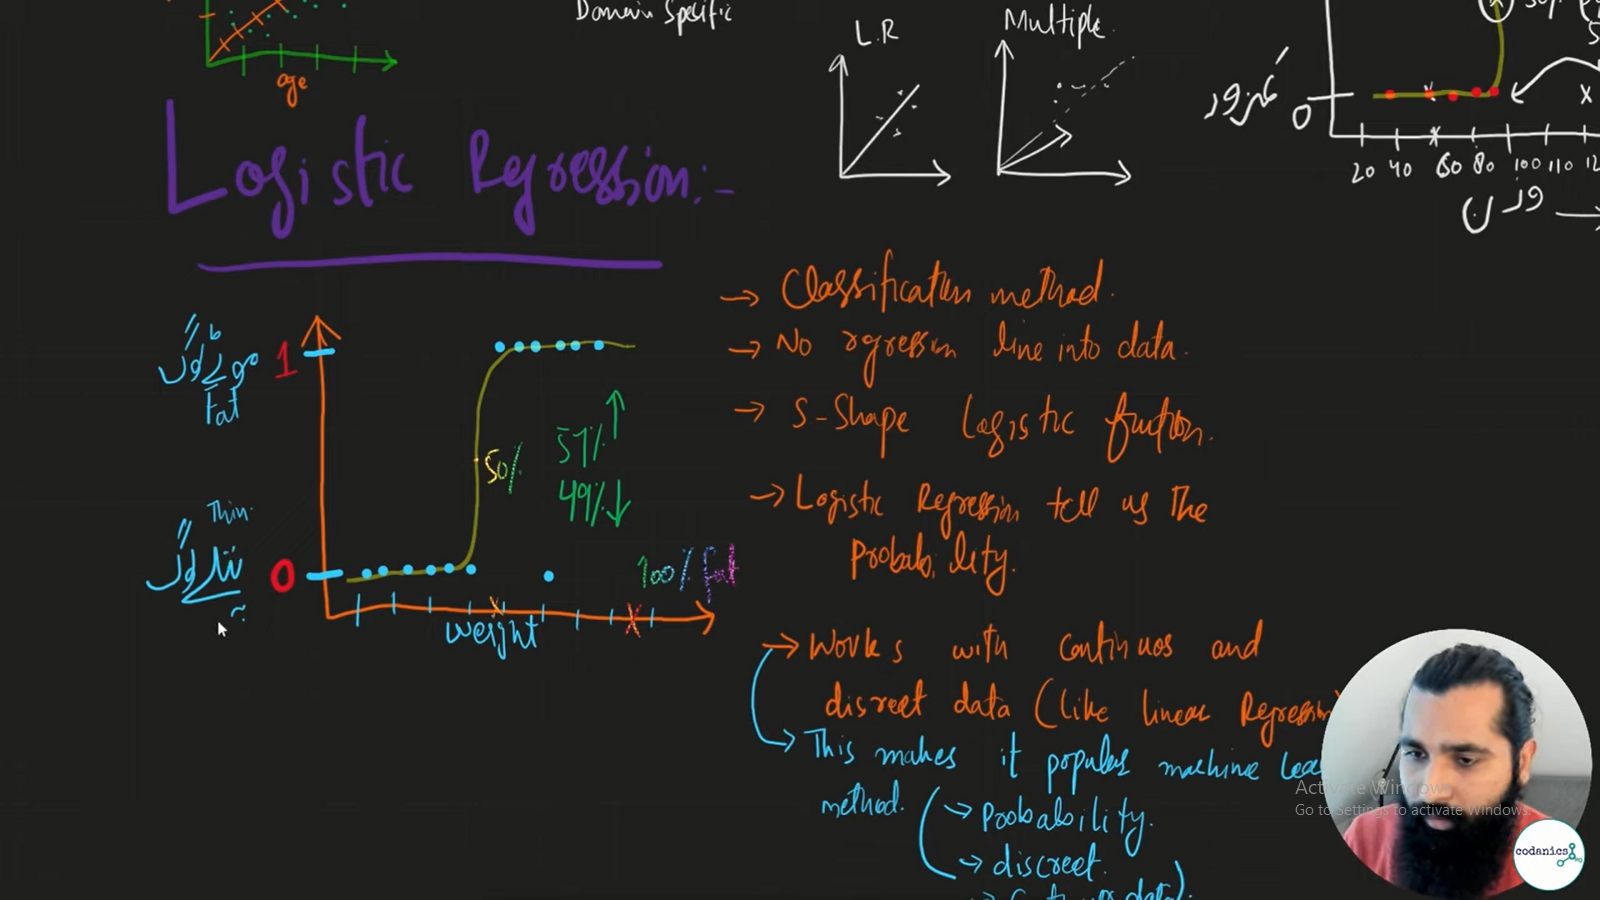 Domain Specific
L.R
Multiple
age
Logistic Regression:-
0
20 40 60 80 100 110
وزن
→ Classification method.
→ No regression line into data.
→ S-Shape Logistic function.
→ Logistic Regression tell us the
Probability.
1
Fat
50%
51% ↑
49% ↓
Thin.
0
100% fat
weight
→ Works with continuos and
discreet data (like linear Regression
→ This makes it popular machine Lea
method.
→ Probability.
→ discreet.
Activate Windows
Go to Settings to activate Windows.
codanics